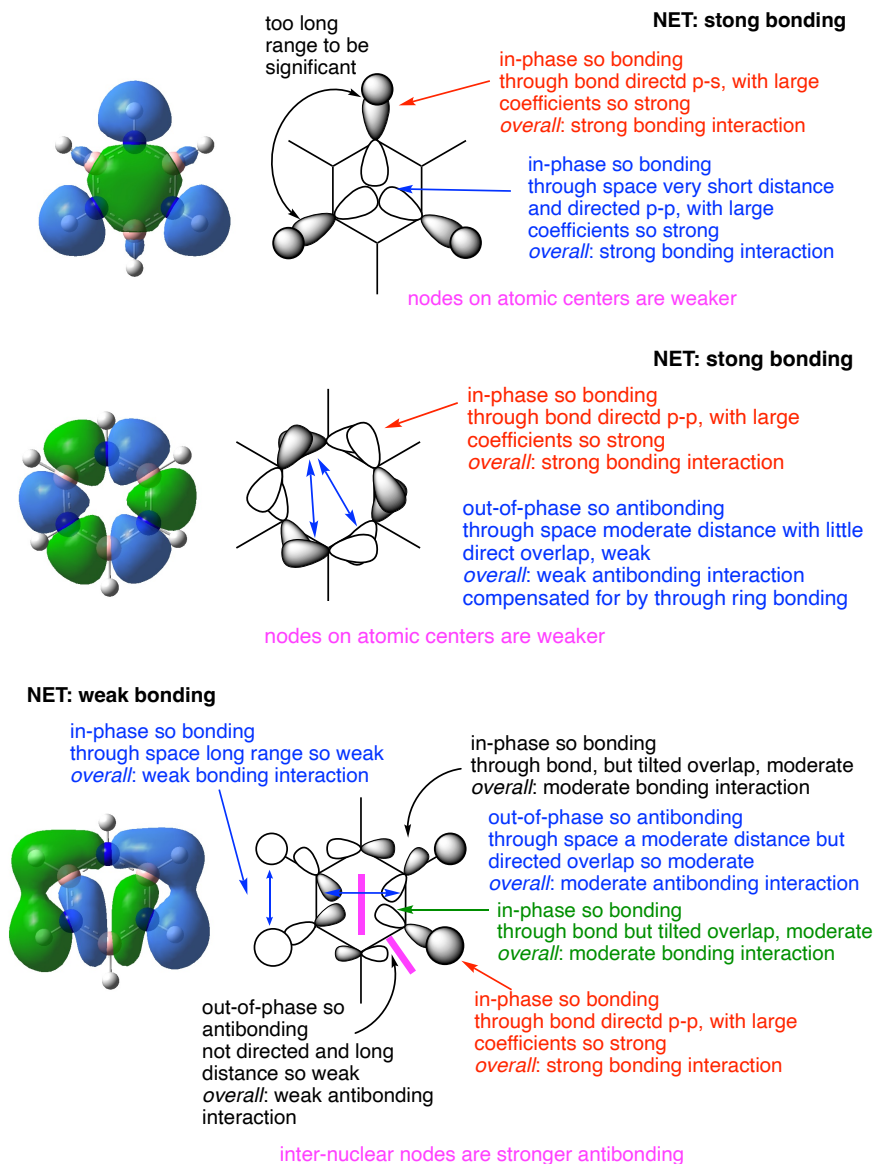 too long
range to be
significant
NET: stong bonding
in-phase so bonding
through bond directd p-s, with large
coefficients so strong
overall: strong bonding interaction
in-phase so bonding
through space very short distance
and directed p-p, with large
coefficients so strong
overall: strong bonding interaction
nodes on atomic centers are weaker
NET: stong bonding
in-phase so bonding
through bond directd p-p, with large
coefficients so strong
overall: strong bonding interaction
out-of-phase so antibonding
through space moderate distance with little
direct overlap, weak
overall: weak antibonding interaction
compensated for by through ring bonding
nodes on atomic centers are weaker
NET: weak bonding
in-phase so bonding
through space long range so weak
overall: weak bonding interaction
in-phase so bonding
through bond, but tilted overlap, moderate
overall: moderate bonding interaction
out-of-phase so antibonding
through space a moderate distance but
directed overlap so moderate
overall: moderate antibonding interaction
in-phase so bonding
through bond but tilted overlap, moderate
overall: moderate bonding interaction
in-phase so bonding
through bond directd p-p, with large
coefficients so strong
overall: strong bonding interaction
out-of-phase so
antibonding
not directed and long
distance so weak
overall: weak antibonding
interaction
inter-nuclear nodes are stronger antibonding